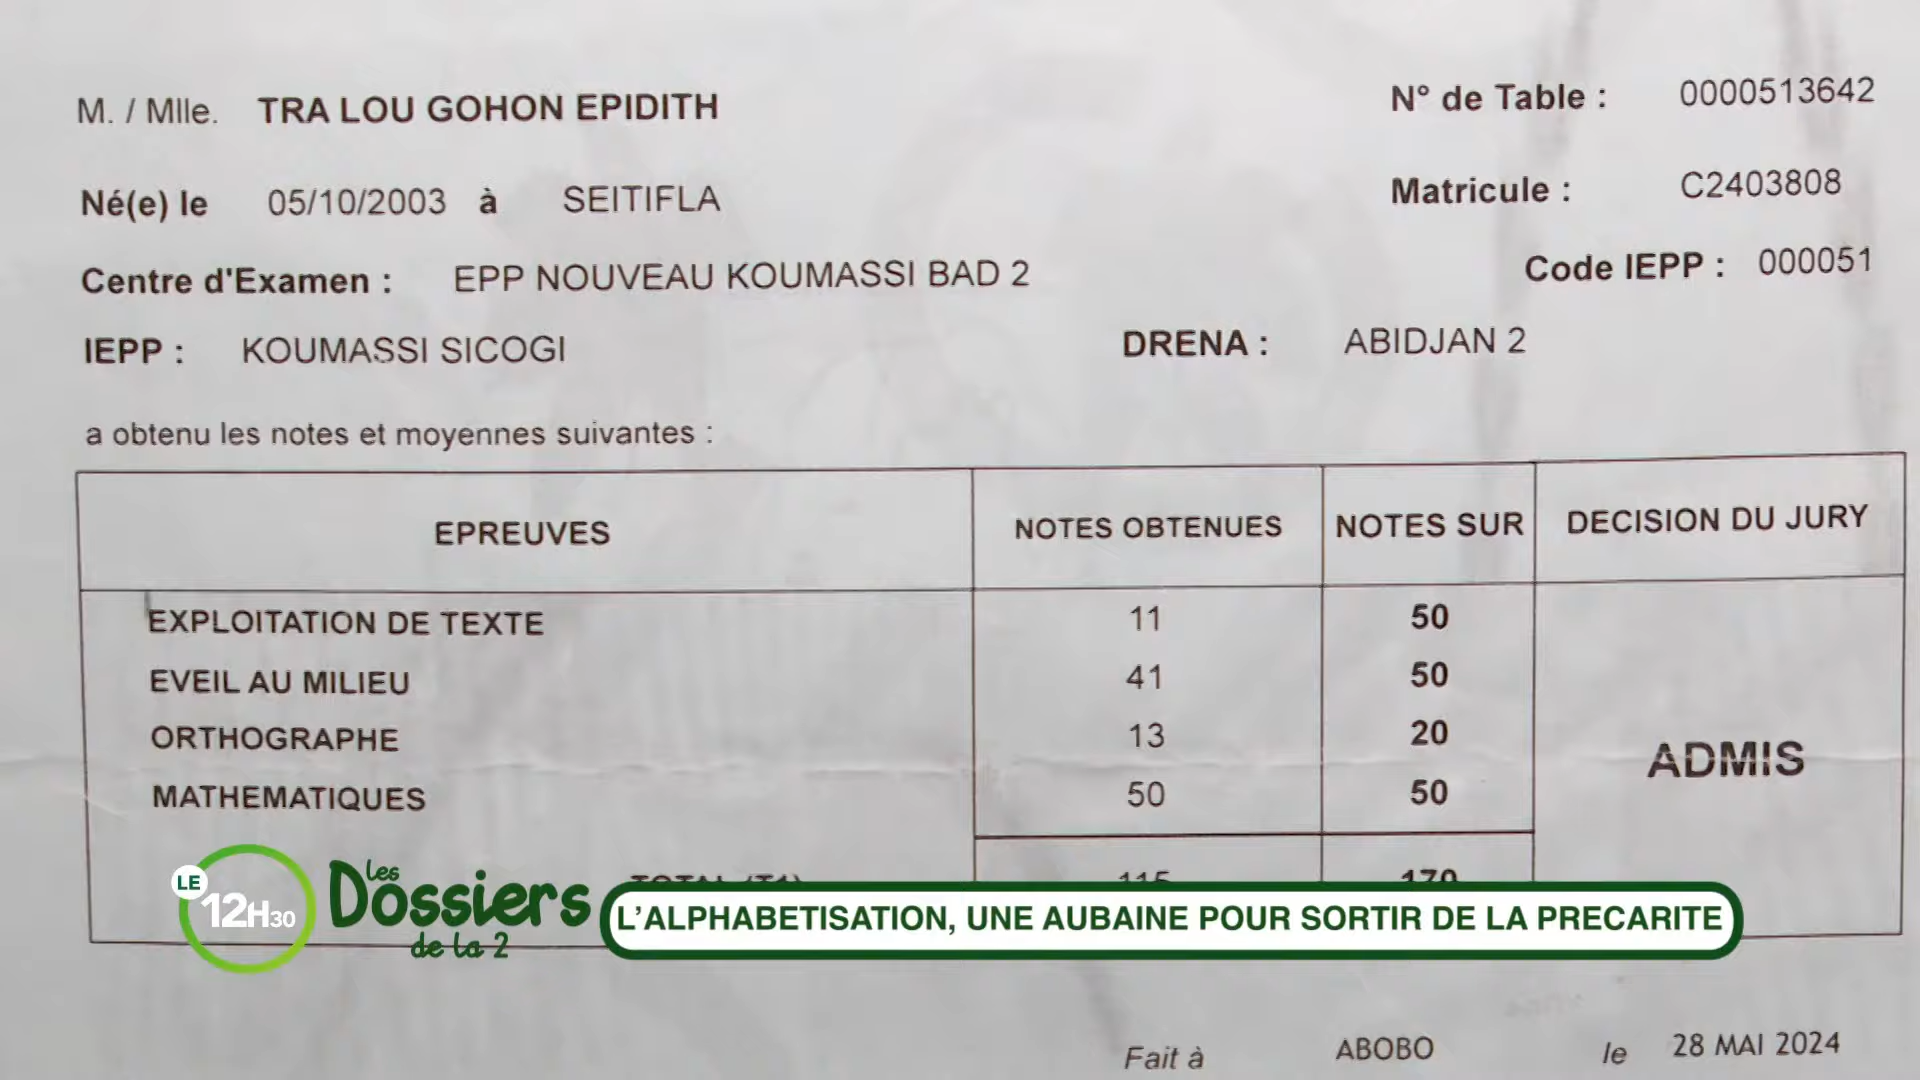 M. / Mlle. TRA LOU GOHON EPIDITH
N° de Table : 0000513642
Né(e) le 05/10/2003 à SEITIFLA
Matricule : C2403808
Centre d'Examen : EPP NOUVEAU KOUMASSI BAD 2
Code IEPP : 000051
IEPP : KOUMASSI SICOGI
DRENA : ABIDJAN 2
a obtenu les notes et moyennes suivantes :
EPREUVES NOTES OBTENUES NOTES SUR DECISION DU JURY
EXPLOITATION DE TEXTE 11 50
EVEIL AU MILIEU 41 50
ORTHOGRAPHE 13 20
ADMIS
MATHEMATIQUES 50 50
TOTAL (T1) 115 170
LE 12H30
les Dossiers de la 2
L'ALPHABETISATION, UNE AUBAINE POUR SORTIR DE LA PRECARITE
Fait à ABOBO le 28 MAI 2024